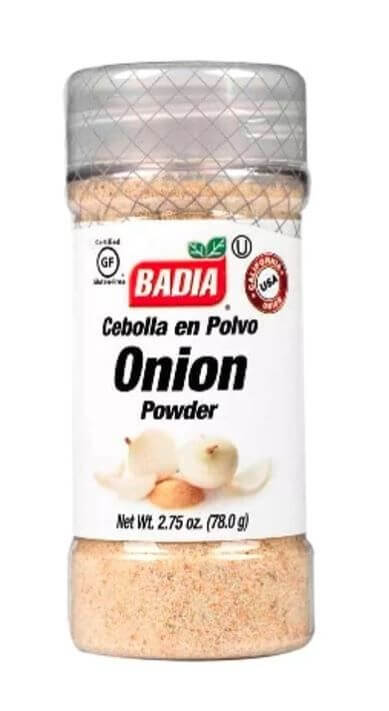 Certified
GF
Gluten-Free
BADIA®
U
CALIFORNIA
USA
Cebolla en Polvo
Onion
Powder
Net Wt. 2.75 oz. (78.0 g)